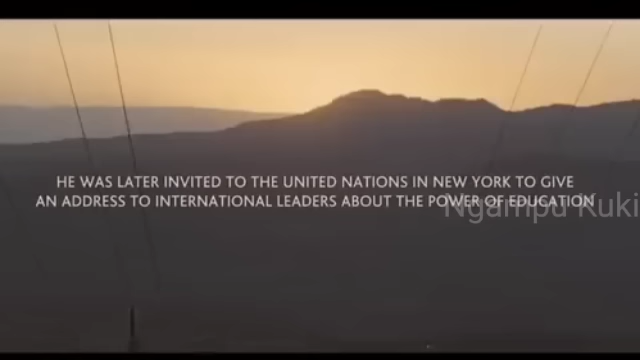 HE WAS LATER INVITED TO THE UNITED NATIONS IN NEW YORK TO GIVE
AN ADDRESS TO INTERNATIONAL LEADERS ABOUT THE POWER OF EDUCATION
Ngampu Kuki